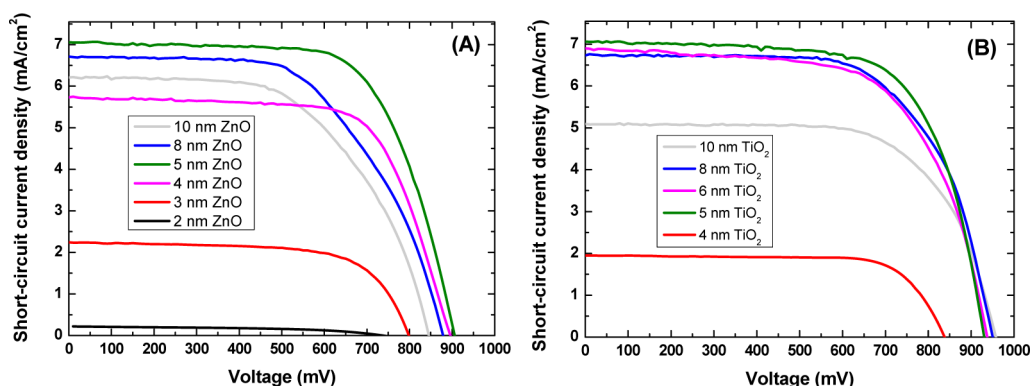 (A)
Short-circuit current density (mA/cm²)
7
6
5
4
3
2
1
0
10 nm ZnO
8 nm ZnO
5 nm ZnO
4 nm ZnO
3 nm ZnO
2 nm ZnO
0 100 200 300 400 500 600 700 800 900 1000
Voltage (mV)
(B)
Short-circuit current density (mA/cm²)
7
6
5
4
3
2
1
0
10 nm TiO₂
8 nm TiO₂
6 nm TiO₂
5 nm TiO₂
4 nm TiO₂
0 100 200 300 400 500 600 700 800 900 1000
Voltage (mV)